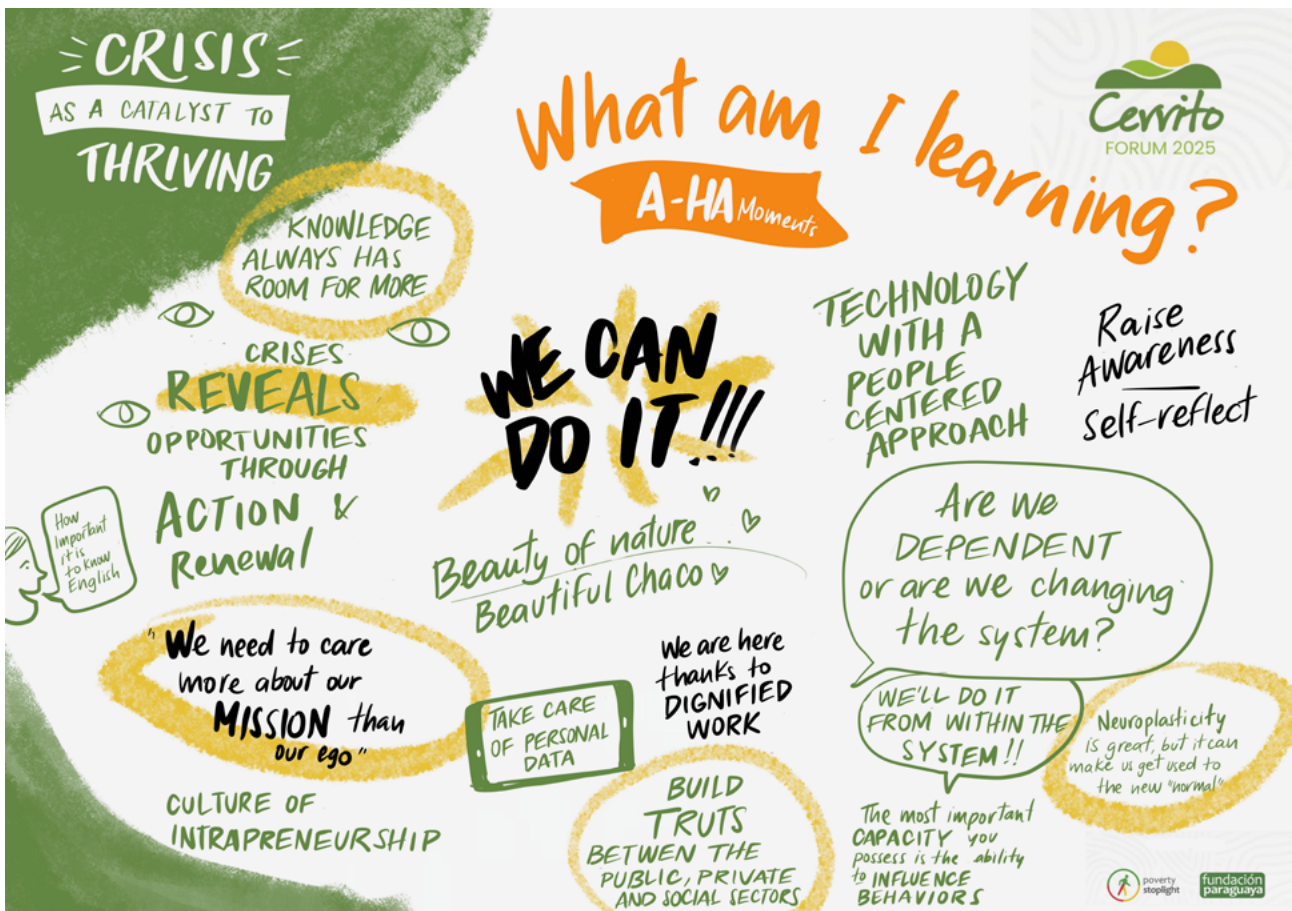 CRISIS
AS A CATALYST TO
THRIVING
What am I learning?
A-HA Moments
Cerrito
FORUM 2025
KNOWLEDGE
ALWAYS HAS
ROOM FOR MORE
CRISES
REVEALS
OPPORTUNITIES
THROUGH
ACTION &
Renewal
How
Important
it is
to know
English
"We need to care
more about our
MISSION than
our ego"
CULTURE OF
INTRAPRENEURSHIP
WE CAN
DO IT!!!
Beauty of nature...
Beautiful Chaco
TAKE CARE
OF PERSONAL
DATA
We are here
thanks to
DIGNIFIED
WORK
BUILD
TRUTS
BETWEN THE
PUBLIC, PRIVATE
AND SOCIAL SECTORS
TECHNOLOGY
WITH A
PEOPLE
CENTERED
APPROACH
Raise
Awareness
Self-reflect
Are we
DEPENDENT
or are we changing
the system?
WE'LL DO IT
FROM WITHIN THE
SYSTEM!!
Neuroplasticity
is great, but it can
make us get used to
the new "normal"
The most important
CAPACITY you
possess is the ability
to INFLUENCE
BEHAVIORS
poverty
stoplight
fundación
paraguaya